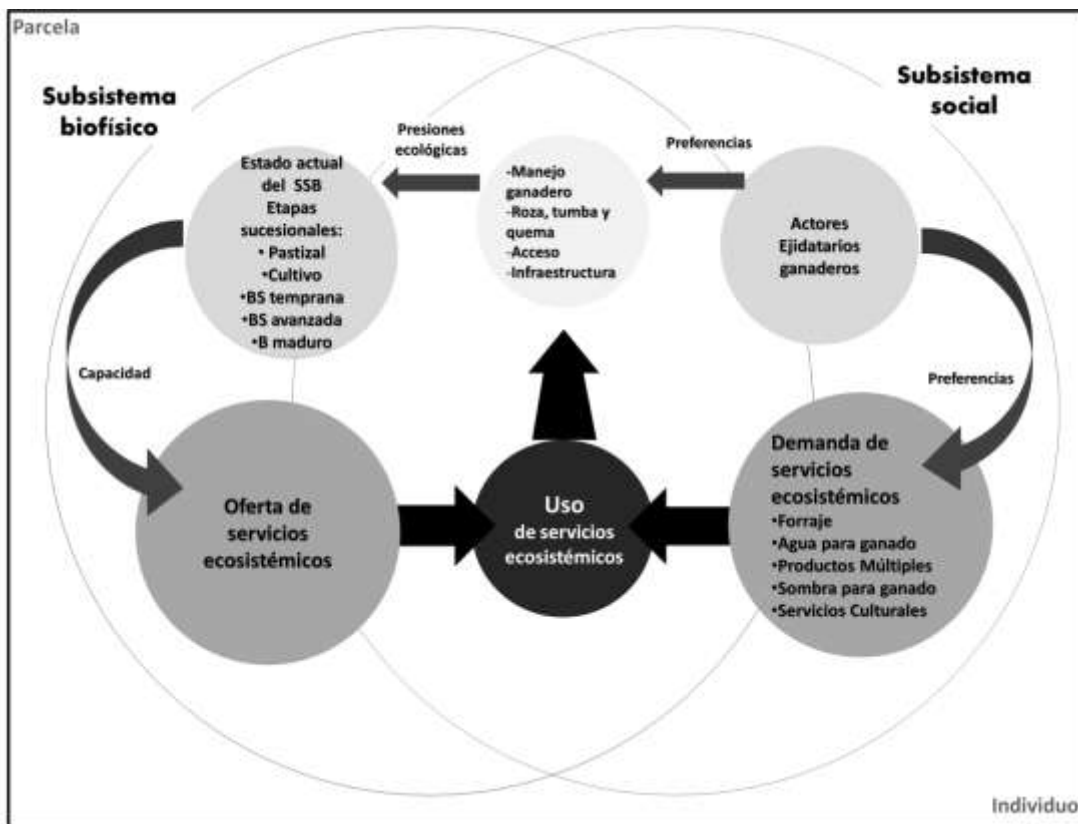 Parcela
Subsistema
biofísico
Subsistema
social
Presiones
ecológicas
Preferencias
Estado actual
del SSB
Etapas
sucesionales:
• Pastizal
•Cultivo
•BS temprana
•BS avanzada
•B maduro
-Manejo
ganadero
-Roza, tumba y
quema
-Acceso
-Infraestructura
Actores
Ejidatarios
ganaderos
Capacidad
Preferencias
Oferta de
servicios
ecosistémicos
Uso
de servicios
ecosistémicos
Demanda de
servicios
ecosistémicos
•Forraje
•Agua para ganado
•Productos Múltiples
•Sombra para ganado
•Servicios Culturales
Individuo